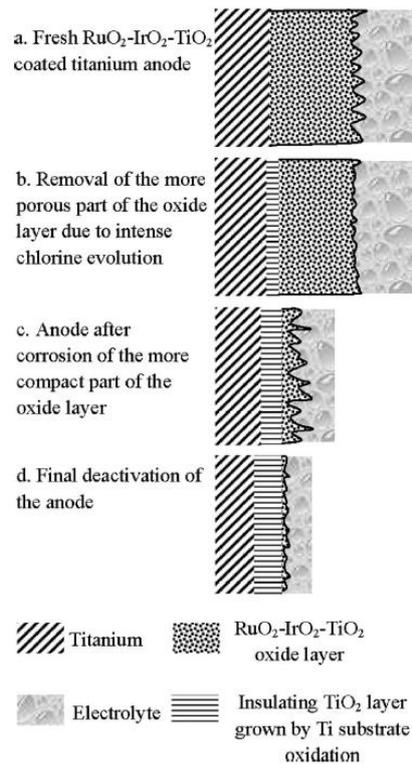 a. Fresh RuO₂-IrO₂-TiO₂
coated titanium anode
b. Removal of the more
porous part of the oxide
layer due to intense
chlorine evolution
c. Anode after
corrosion of the more
compact part of the
oxide layer
d. Final deactivation of
the anode
Titanium
RuO₂-IrO₂-TiO₂
oxide layer
Electrolyte
Insulating TiO₂ layer
grown by Ti substrate
oxidation